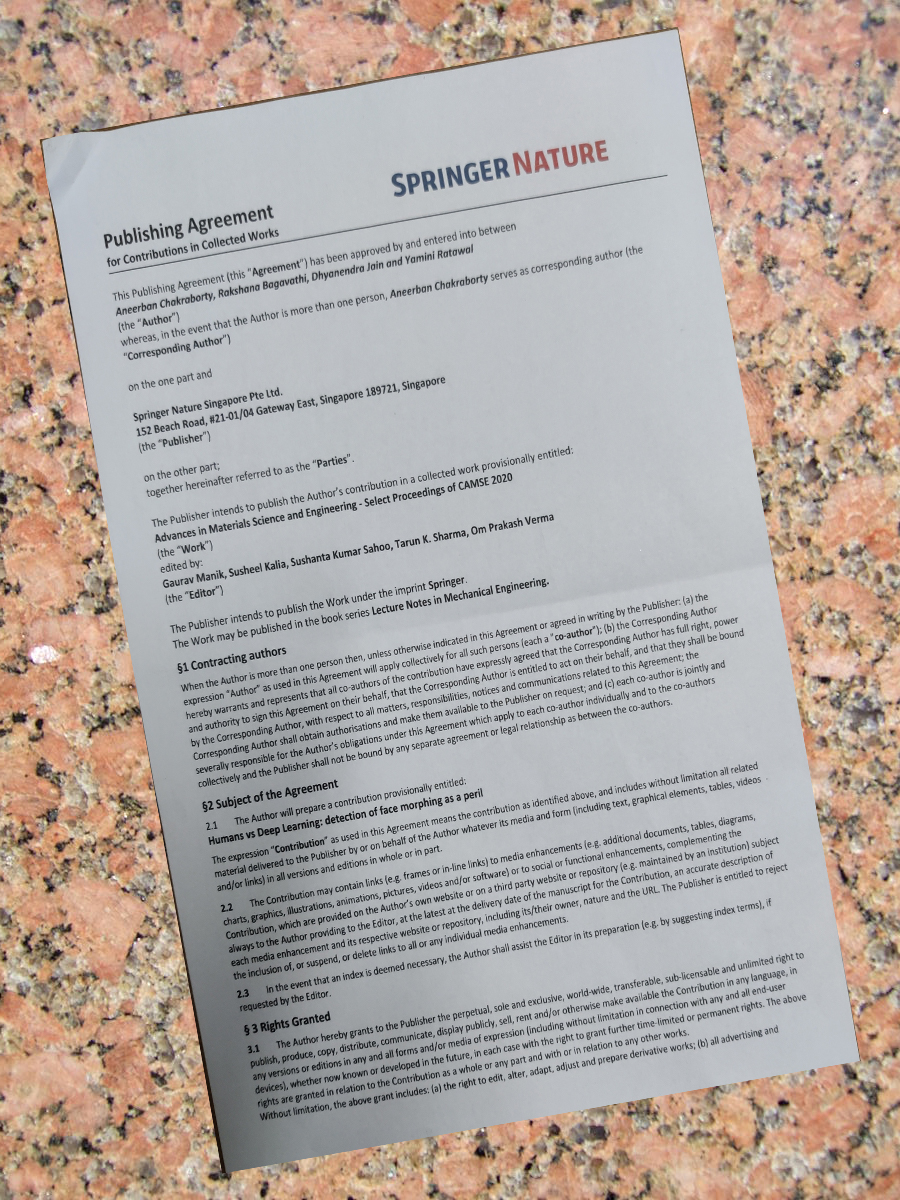 SPRINGER NATURE
Publishing Agreement
for Contributions in Collected Works
This Publishing Agreement (this "Agreement") has been approved by and entered into between
Aneerban Chakraborty, Rakshana Bagavathi, Dhyanendra Jain and Yamini Ratawal
(the "Author")
whereas, in the event that the Author is more than one person, Aneerban Chakraborty serves as corresponding author (the
"Corresponding Author")
on the one part and
Springer Nature Singapore Pte Ltd.
152 Beach Road, #21-01/04 Gateway East, Singapore 189721, Singapore
(the "Publisher")
on the other part;
together hereinafter referred to as the "Parties".
The Publisher intends to publish the Author's contribution in a collected work provisionally entitled:
Advances in Materials Science and Engineering - Select Proceedings of CAMSE 2020
(the "Work")
edited by:
Gaurav Manik, Susheel Kalia, Sushanta Kumar Sahoo, Tarun K. Sharma, Om Prakash Verma
(the "Editor")
The Publisher intends to publish the Work under the imprint Springer.
The Work may be published in the book series Lecture Notes in Mechanical Engineering.
§1 Contracting authors
When the Author is more than one person then, unless otherwise indicated in this Agreement or agreed in writing by the Publisher: (a) the
expression "Author" as used in this Agreement will apply collectively for all such persons (each a "co-author"); (b) the Corresponding Author
hereby warrants and represents that all co-authors of the contribution have expressly agreed that the Corresponding Author has full right, power
and authority to sign this Agreement on their behalf, that the Corresponding Author is entitled to act on their behalf, and that they shall be bound
by the Corresponding Author, with respect to all matters, responsibilities, notices and communications related to this Agreement; the
Corresponding Author shall obtain authorisations and make them available to the Publisher on request; and (c) each co-author is jointly and
severally responsible for the Author's obligations under this Agreement which apply to each co-author individually and to the co-authors
collectively and the Publisher shall not be bound by any separate agreement or legal relationship as between the co-authors.
§2 Subject of the Agreement
2.1 The Author will prepare a contribution provisionally entitled:
Humans vs Deep Learning: detection of face morphing as a peril
The expression "Contribution" as used in this Agreement means the contribution as identified above, and includes without limitation all related
material delivered to the Publisher by or on behalf of the Author whatever its media and form (including text, graphical elements, tables, videos
and/or links) in all versions and editions in whole or in part.
2.2 The Contribution may contain links (e.g. frames or in-line links) to media enhancements (e.g. additional documents, tables, diagrams,
charts, graphics, illustrations, animations, pictures, videos and/or software) or to social or functional enhancements, complementing the
Contribution, which are provided on the Author's own website or on a third party website or repository (e.g. maintained by an institution) subject
always to the Author providing to the Editor, at the latest at the delivery date of the manuscript for the Contribution, an accurate description of
each media enhancement and its respective website or repository, including its/their owner, nature and the URL. The Publisher is entitled to reject
the inclusion of, or suspend, or delete links to all or any individual media enhancements.
2.3 In the event that an index is deemed necessary, the Author shall assist the Editor in its preparation (e.g. by suggesting index terms), if
requested by the Editor.
§ 3 Rights Granted
3.1 The Author hereby grants to the Publisher the perpetual, sole and exclusive, world-wide, transferable, sub-licensable and unlimited right to
publish, produce, copy, distribute, communicate, display publicly, sell, rent and/or otherwise make available the Contribution in any language, in
any versions or editions in any and all forms and/or media of expression (including without limitation in connection with any and all end-user
devices), whether now known or developed in the future, in each case with the right to grant further time-limited or permanent rights. The above
rights are granted in relation to the Contribution as a whole or any part and with or in relation to any other works.
Without limitation, the above grant includes: (a) the right to edit, alter, adapt, adjust and prepare derivative works; (b) all advertising and